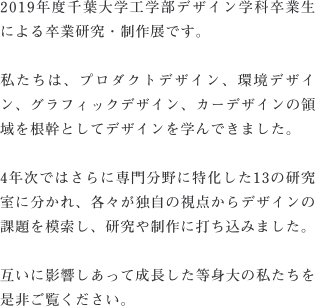 2019年度千葉大学工学部デザイン学科卒業生
による卒業研究・制作展です。
私たちは、プロダクトデザイン、環境デザイ
ン、グラフィックデザイン、カーデザインの領
域を根幹としてデザインを学んできました。
4年次ではさらに専門分野に特化した13の研究
室に分かれ、各々が独自の視点からデザインの
課題を模索し、研究や制作に打ち込みました。
互いに影響しあって成長した等身大の私たちを
是非ご覧ください。